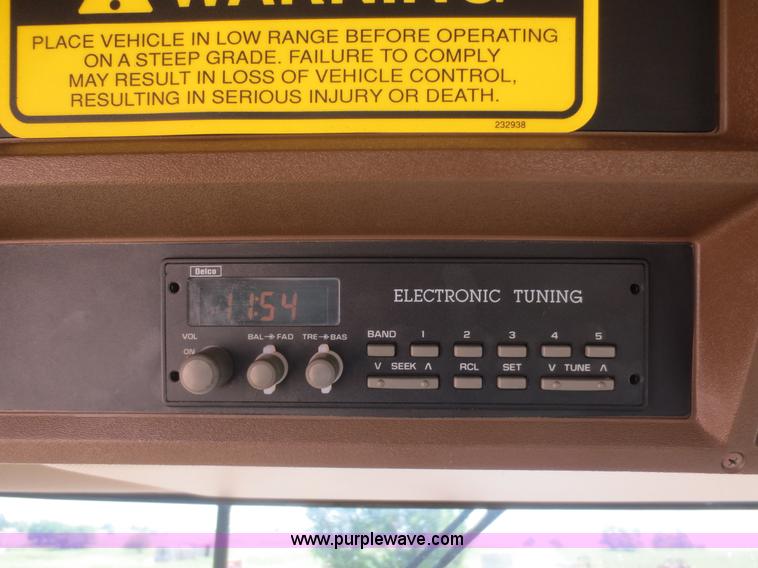 WARNING
PLACE VEHICLE IN LOW RANGE BEFORE OPERATING
ON A STEEP GRADE. FAILURE TO COMPLY
MAY RESULT IN LOSS OF VEHICLE CONTROL,
RESULTING IN SERIOUS INJURY OR DEATH.
232938
Delco
11:54
ELECTRONIC TUNING
VOL BAL FAD TRE BAS BAND 1 2 3 4 5
ON
V SEEK Λ RCL SET V TUNE Λ
www.purplewave.com